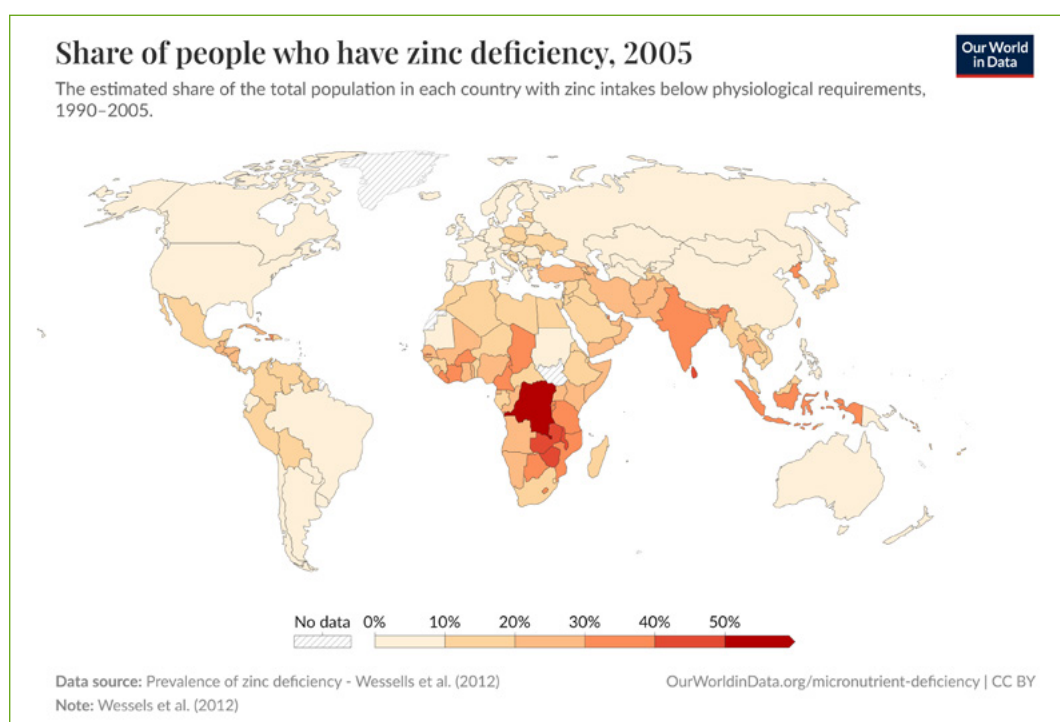 Share of people who have zinc deficiency, 2005
Our World
in Data
The estimated share of the total population in each country with zinc intakes below physiological requirements,
1990–2005.
No data 0% 10% 20% 30% 40% 50%
Data source: Prevalence of zinc deficiency - Wessells et al. (2012)
OurWorldinData.org/micronutrient-deficiency | CC BY
Note: Wessels et al. (2012)